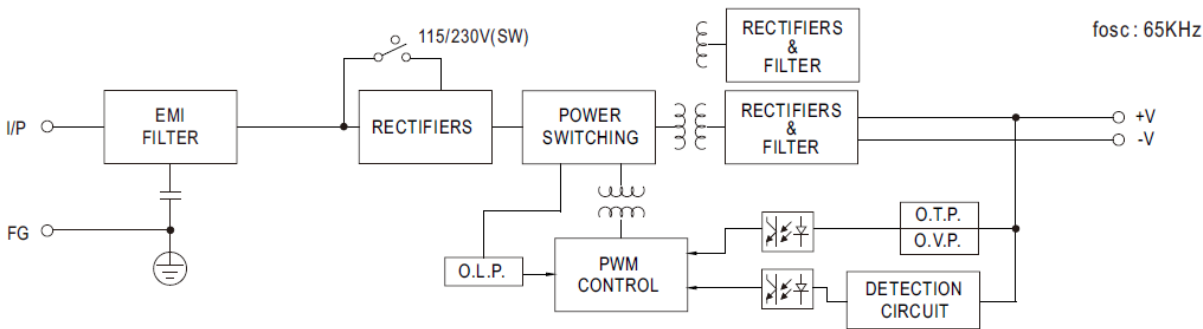 115/230V(SW)
RECTIFIERS
&
FILTER
fosc : 65KHz
I/P
EMI
FILTER
RECTIFIERS
POWER
SWITCHING
RECTIFIERS
&
FILTER
+V
-V
FG
O.L.P.
PWM
CONTROL
O.T.P.
O.V.P.
DETECTION
CIRCUIT